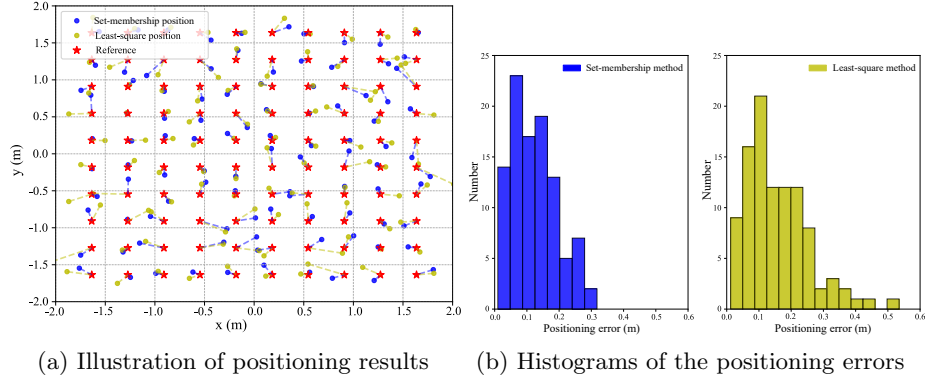 2.0
1.5
1.0
0.5
0.0
−0.5
−1.0
−1.5
−2.0
y (m)
Set-membership position
Least-square position
Reference
−2.0 −1.5 −1.0 −0.5 0.0 0.5 1.0 1.5 2.0
x (m)
25
20
15
10
5
0
Number
Set-membership method
0.0 0.1 0.2 0.3 0.4 0.5 0.6
Positioning error (m)
25
20
15
10
5
0
Number
Least-square method
0.0 0.1 0.2 0.3 0.4 0.5 0.6
Positioning error (m)
(a) Illustration of positioning results
(b) Histograms of the positioning errors